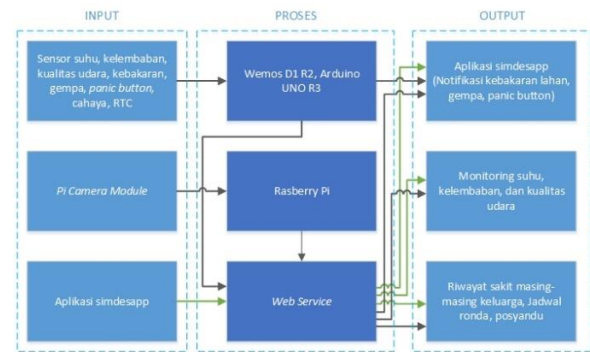 INPUT
PROSES
OUTPUT
Sensor suhu, kelembaban,
kualitas udara, kebakaran,
gempa, panic button,
cahaya, RTC
Wemos D1 R2, Arduino
UNO R3
Aplikasi simdesapp
(Notifikasi kebakaran lahan,
gempa, panic button)
Pi Camera Module
Rasberry Pi
Monitoring suhu,
kelembaban, dan kualitas
udara
Aplikasi simdesapp
Web Service
Riwayat sakit masing-
masing keluarga, Jadwal
ronda, posyandu